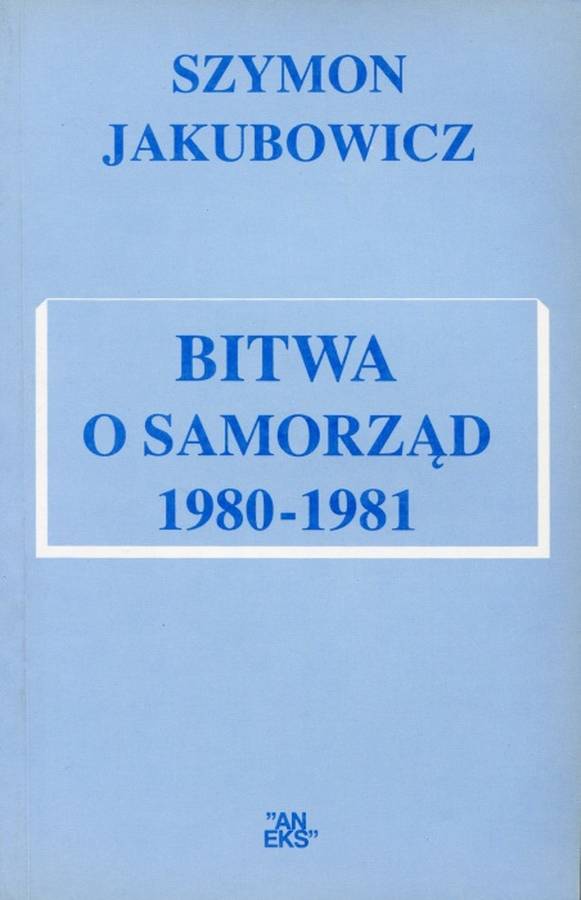 SZYMON
JAKUBOWICZ
BITWA
O SAMORZĄD
1980-1981
”AN
EKS”